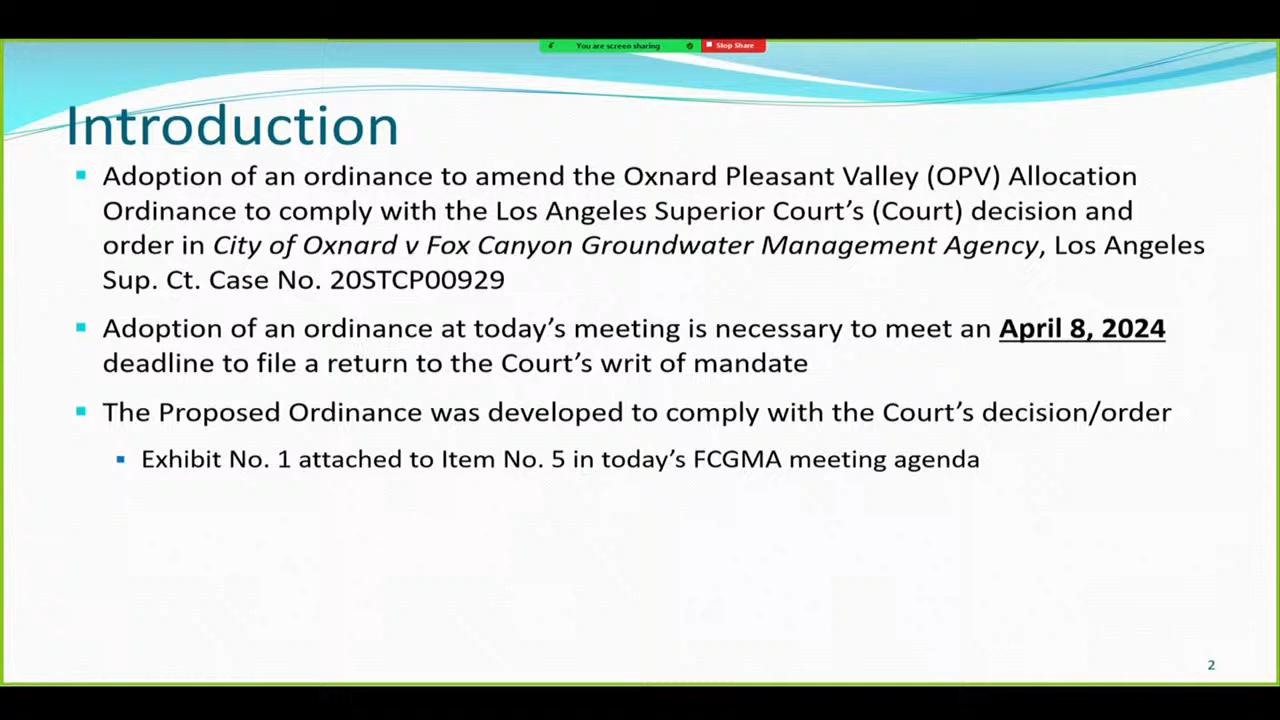 You are screen sharing
Stop Share
Introduction
Adoption of an ordinance to amend the Oxnard Pleasant Valley (OPV) Allocation
Ordinance to comply with the Los Angeles Superior Court’s (Court) decision and
order in City of Oxnard v Fox Canyon Groundwater Management Agency, Los Angeles
Sup. Ct. Case No. 20STCP00929
Adoption of an ordinance at today’s meeting is necessary to meet an April 8, 2024
deadline to file a return to the Court’s writ of mandate
The Proposed Ordinance was developed to comply with the Court’s decision/order
Exhibit No. 1 attached to Item No. 5 in today’s FCGMA meeting agenda
2